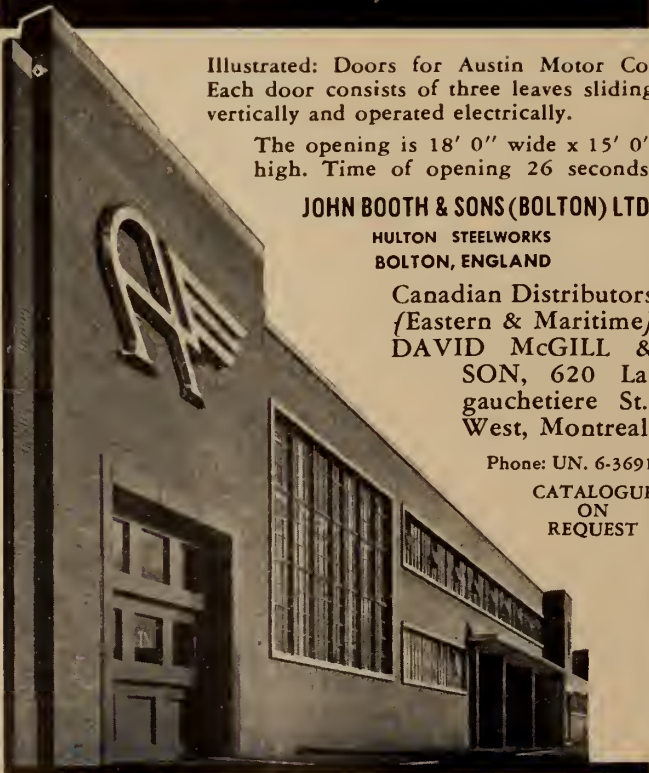 Illustrated: Doors for Austin Motor Co
Each door consists of three leaves sliding
vertically and operated electrically.
The opening is 18' 0" wide x 15' 0"
high. Time of opening 26 seconds
JOHN BOOTH & SONS (BOLTON) LTD
HULTON STEELWORKS
BOLTON, ENGLAND
Canadian Distributors
(Eastern & Maritime)
DAVID McGILL &
SON, 620 La
gauchetiere St.
West, Montreal
Phone: UN. 6-3691
CATALOGUE
ON
REQUEST
A